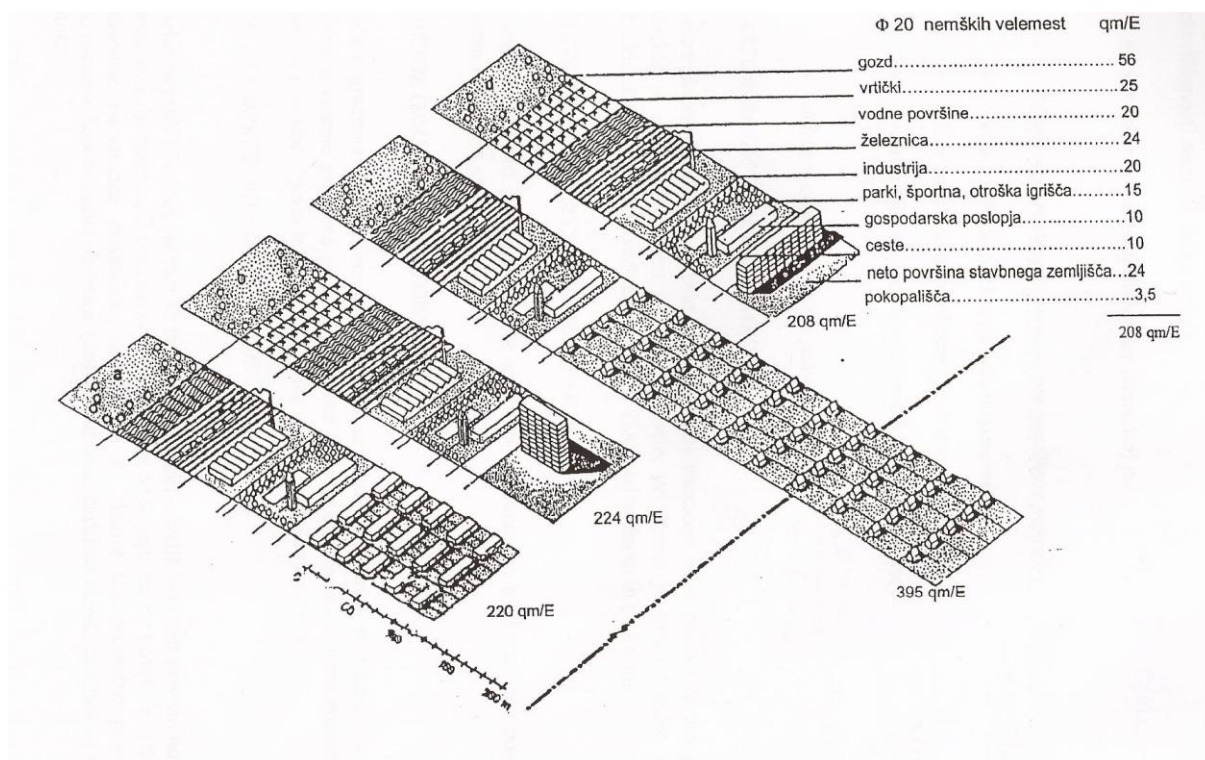 Φ 20 nemških velemest qm/E
gozd.......................................... 56
vrtički.......................................... 25
vodne površine......................... 20
železnica.................................... 24
industrija.....................................20
parki, športna, otroška igrišča.........15
gospodarska poslopja................10
ceste...........................................10
neto površina stavbnega zemljišča...24
pokopališča..............................3,5
208 qm/E
208 qm/E
395 qm/E
224 qm/E
220 qm/E
a
b
200 m